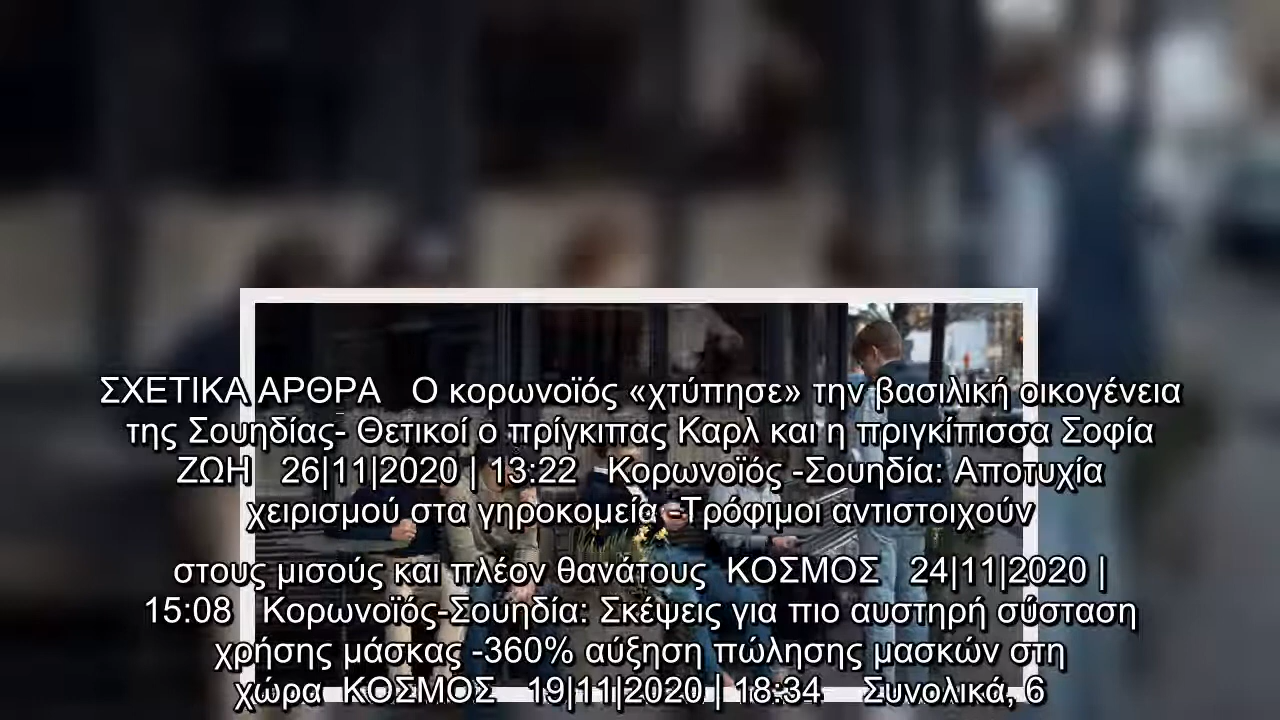 ΣΧΕΤΙΚΑ ΑΡΘΡΑ Ο κορωνοϊός «χτύπησε» την βασιλική οικογένεια
της Σουηδίας- Θετικοί ο πρίγκιπας Καρλ και η πριγκίπισσα Σοφία
ΖΩΗ 26|11|2020 | 13:22 Κορωνοϊός -Σουηδία: Αποτυχία
χειρισμού στα γηροκομεία -Τρόφιμοι αντιστοιχούν
στους μισούς και πλέον θανάτους ΚΟΣΜΟΣ 24|11|2020 |
15:08 Κορωνοϊός-Σουηδία: Σκέψεις για πιο αυστηρή σύσταση
χρήσης μάσκας -360% αύξηση πώλησης μασκών στη
χώρα ΚΟΣΜΟΣ 19|11|2020 | 18:34 Συνολικά, 6